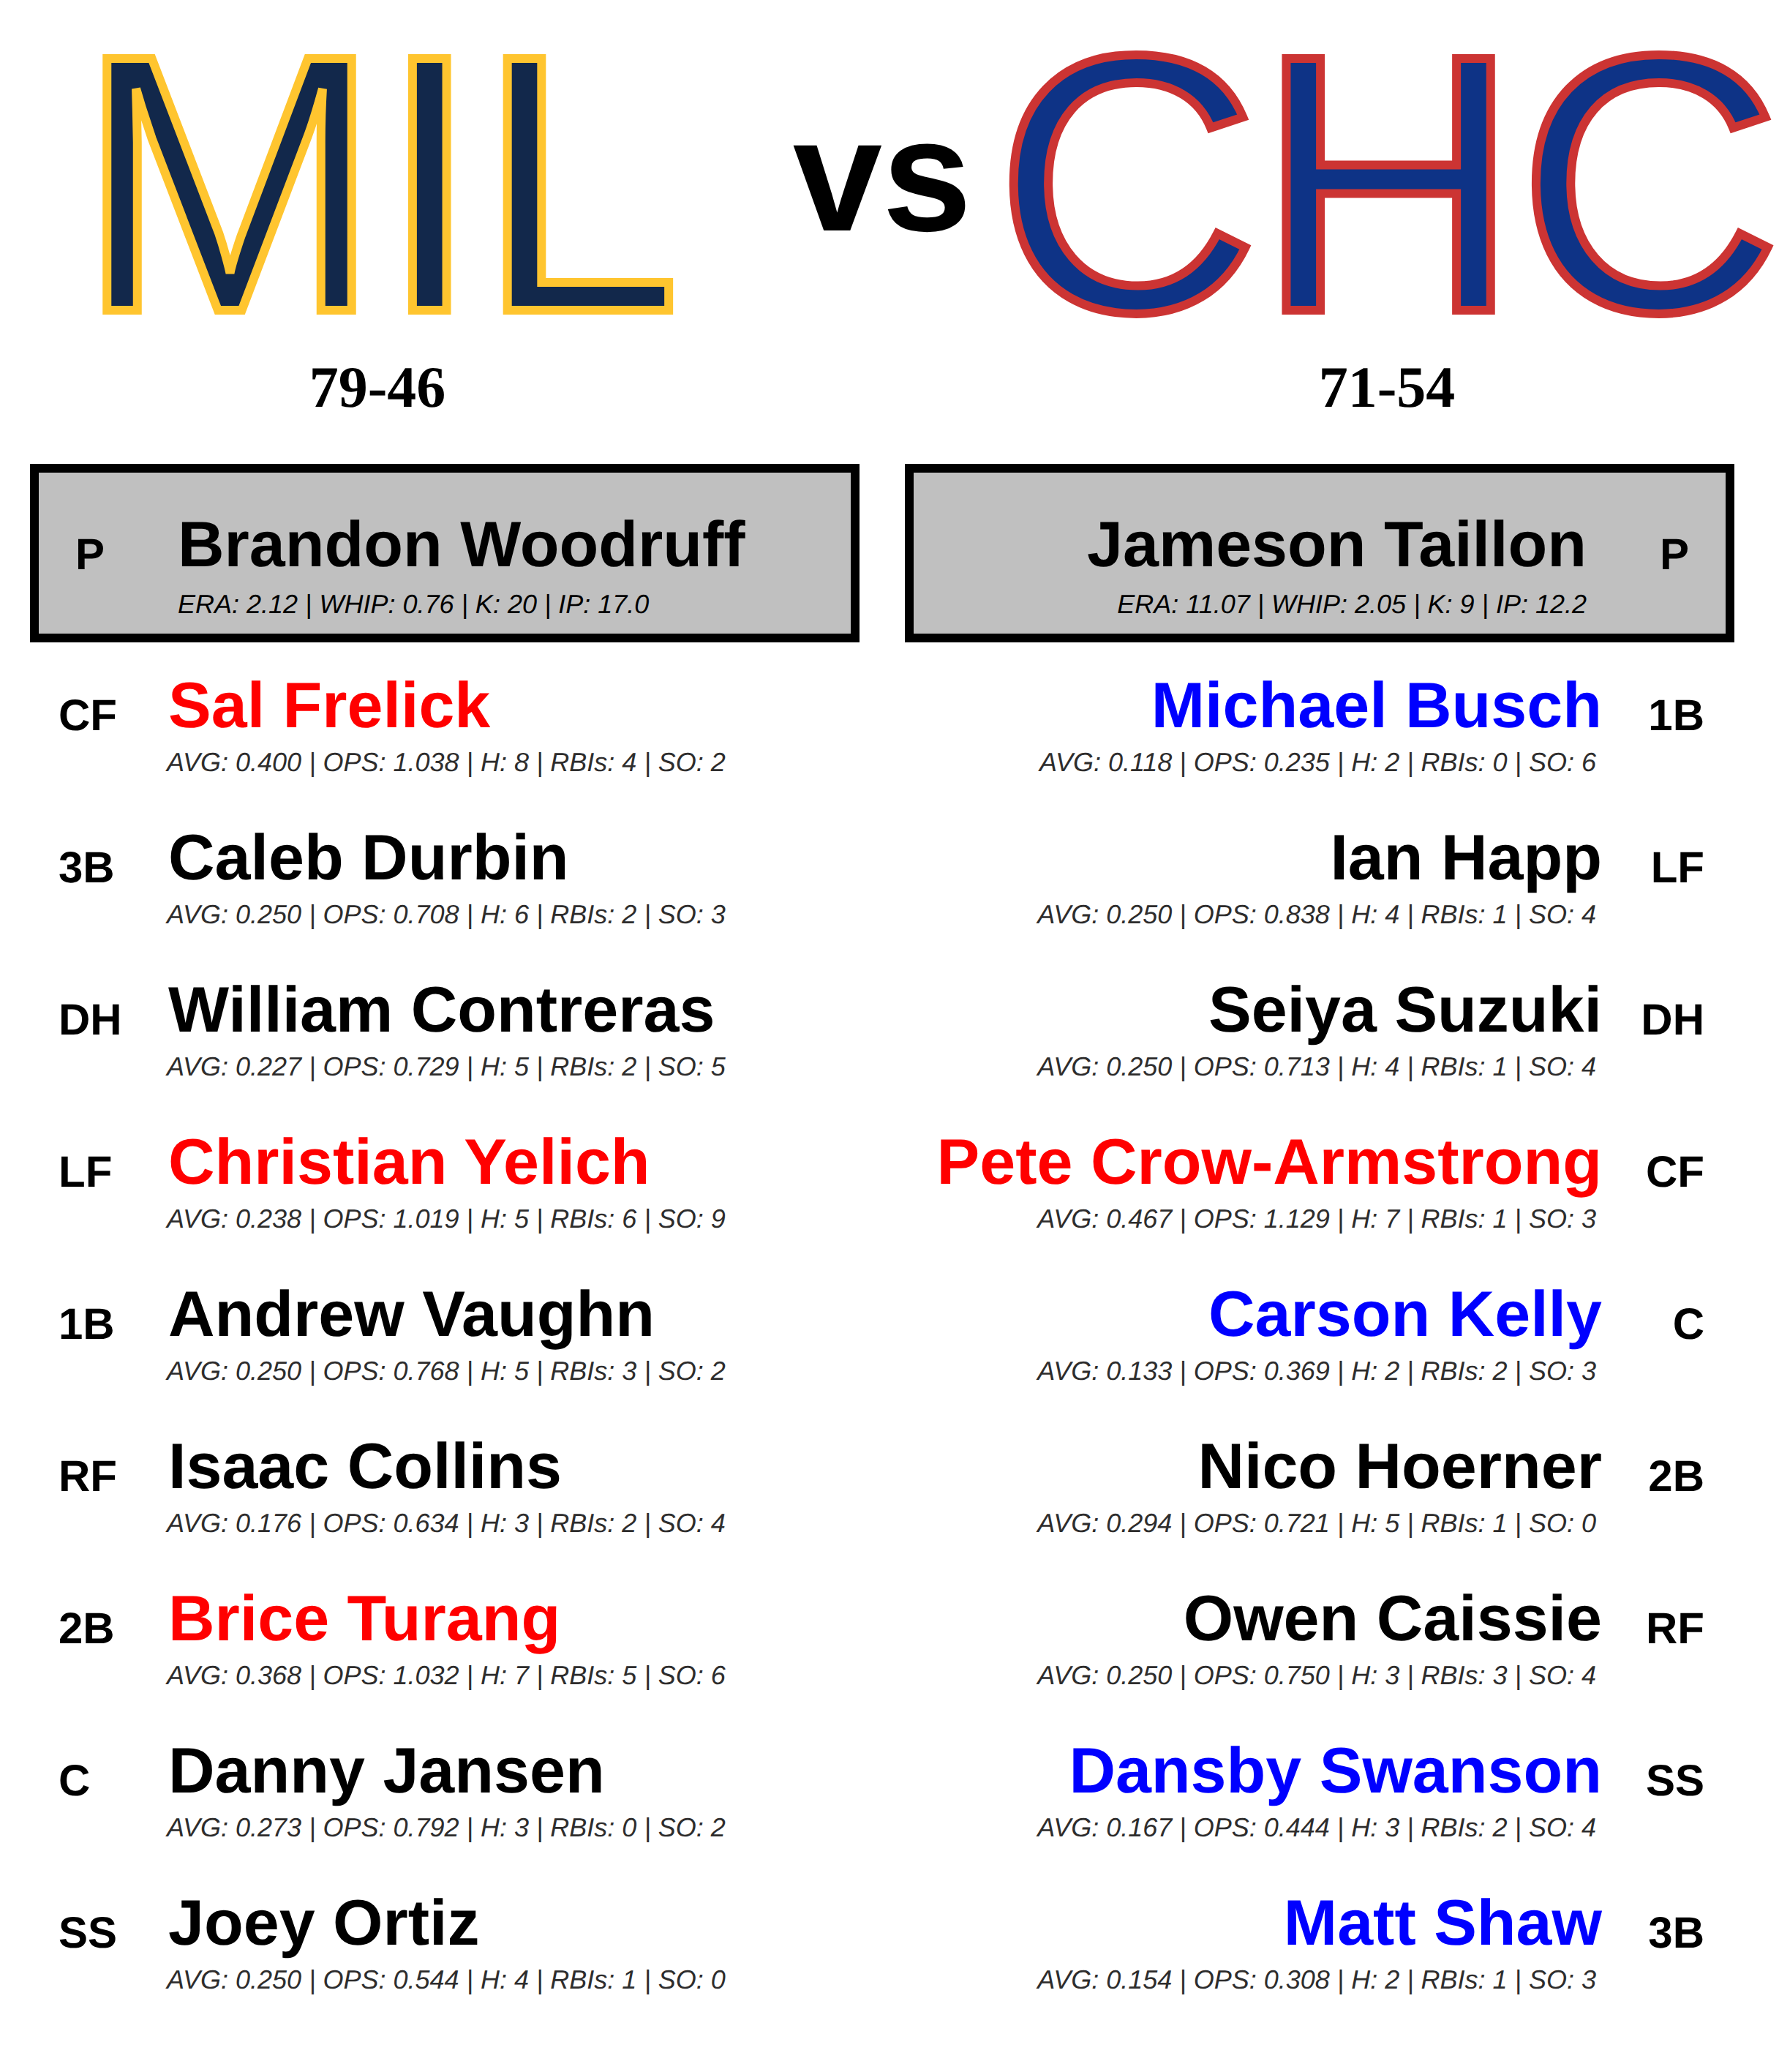 MIL vs CHC
79-46 71-54
P Brandon Woodruff Jameson Taillon P
ERA: 2.12 | WHIP: 0.76 | K: 20 | IP: 17.0 ERA: 11.07 | WHIP: 2.05 | K: 9 | IP: 12.2
CF Sal Frelick Michael Busch 1B
AVG: 0.400 | OPS: 1.038 | H: 8 | RBIs: 4 | SO: 2 AVG: 0.118 | OPS: 0.235 | H: 2 | RBIs: 0 | SO: 6
3B Caleb Durbin Ian Happ LF
AVG: 0.250 | OPS: 0.708 | H: 6 | RBIs: 2 | SO: 3 AVG: 0.250 | OPS: 0.838 | H: 4 | RBIs: 1 | SO: 4
DH William Contreras Seiya Suzuki DH
AVG: 0.227 | OPS: 0.729 | H: 5 | RBIs: 2 | SO: 5 AVG: 0.250 | OPS: 0.713 | H: 4 | RBIs: 1 | SO: 4
LF Christian Yelich Pete Crow-Armstrong CF
AVG: 0.238 | OPS: 1.019 | H: 5 | RBIs: 6 | SO: 9 AVG: 0.467 | OPS: 1.129 | H: 7 | RBIs: 1 | SO: 3
1B Andrew Vaughn Carson Kelly C
AVG: 0.250 | OPS: 0.768 | H: 5 | RBIs: 3 | SO: 2 AVG: 0.133 | OPS: 0.369 | H: 2 | RBIs: 2 | SO: 3
RF Isaac Collins Nico Hoerner 2B
AVG: 0.176 | OPS: 0.634 | H: 3 | RBIs: 2 | SO: 4 AVG: 0.294 | OPS: 0.721 | H: 5 | RBIs: 1 | SO: 0
2B Brice Turang Owen Caissie RF
AVG: 0.368 | OPS: 1.032 | H: 7 | RBIs: 5 | SO: 6 AVG: 0.250 | OPS: 0.750 | H: 3 | RBIs: 3 | SO: 4
C Danny Jansen Dansby Swanson SS
AVG: 0.273 | OPS: 0.792 | H: 3 | RBIs: 0 | SO: 2 AVG: 0.167 | OPS: 0.444 | H: 3 | RBIs: 2 | SO: 4
SS Joey Ortiz Matt Shaw 3B
AVG: 0.250 | OPS: 0.544 | H: 4 | RBIs: 1 | SO: 0 AVG: 0.154 | OPS: 0.308 | H: 2 | RBIs: 1 | SO: 3